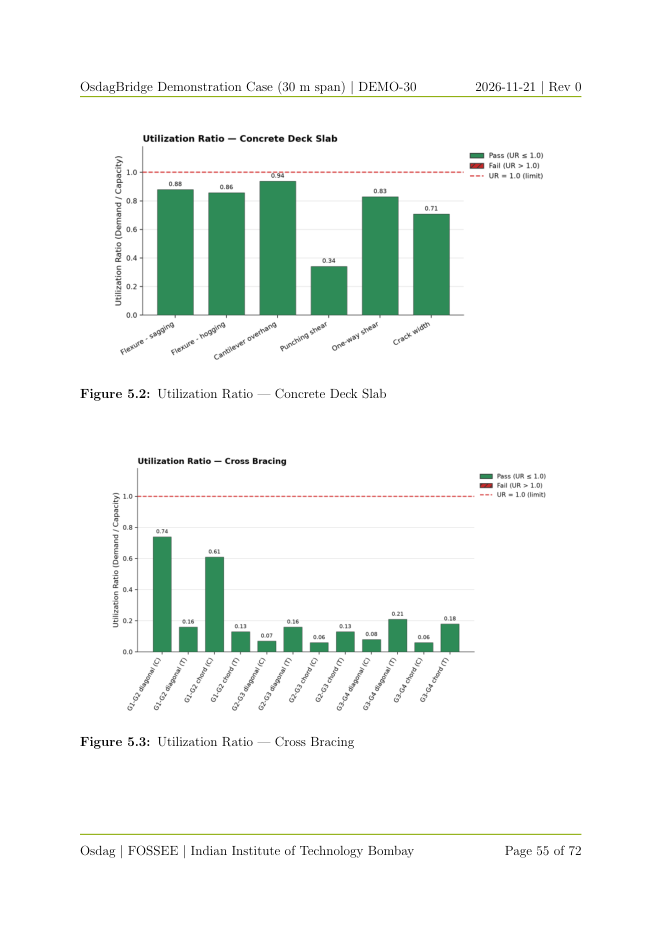 OsdagBridge Demonstration Case (30 m span) | DEMO-30 2026-11-21 | Rev 0
Utilization Ratio — Concrete Deck Slab
Utilization Ratio (Demand / Capacity)
1.0
0.8
0.6
0.4
0.2
0.0
0.88
0.86
0.94
0.34
0.83
0.71
Flexure - sagging
Flexure - hogging
Cantilever overhang
Punching shear
One-way shear
Crack width
Pass (UR ≤ 1.0)
Fail (UR > 1.0)
UR = 1.0 (limit)
Figure 5.2: Utilization Ratio — Concrete Deck Slab
Utilization Ratio — Cross Bracing
Utilization Ratio (Demand / Capacity)
1.0
0.8
0.6
0.4
0.2
0.0
0.74
0.16
0.61
0.13
0.07
0.16
0.06
0.13
0.08
0.21
0.06
0.18
G1-G2 diagonal (C)
G1-G2 diagonal (T)
G1-G2 chord (C)
G1-G2 chord (T)
G2-G3 diagonal (C)
G2-G3 diagonal (T)
G2-G3 chord (C)
G2-G3 chord (T)
G3-G4 diagonal (C)
G3-G4 diagonal (T)
G3-G4 chord (C)
G3-G4 chord (T)
Pass (UR ≤ 1.0)
Fail (UR > 1.0)
UR = 1.0 (limit)
Figure 5.3: Utilization Ratio — Cross Bracing
Osdag | FOSSEE | Indian Institute of Technology Bombay Page 55 of 72